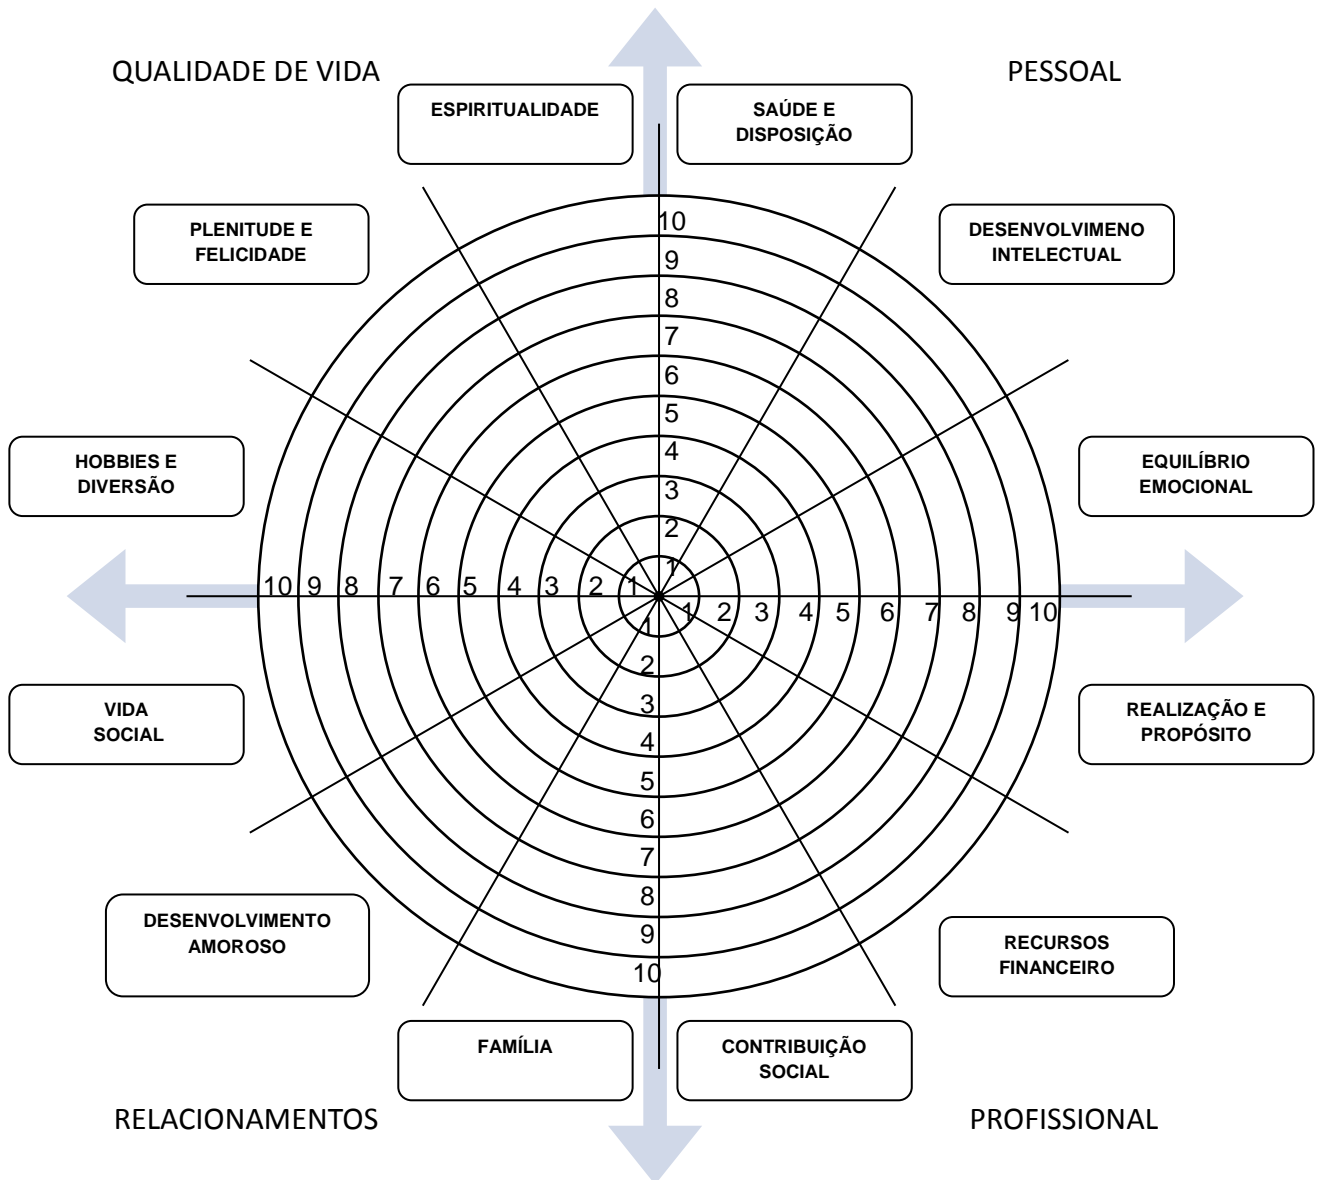 QUALIDADE DE VIDA
PESSOAL
ESPIRITUALIDADE
SAÚDE E
DISPOSIÇÃO
PLENITUDE E
FELICIDADE
DESENVOLVIMENO
INTELECTUAL
HOBBIES E
DIVERSÃO
EQUILÍBRIO
EMOCIONAL
10
9
8
7
6
5
4
3
2
1
10 9 8 7 6 5 4 3 2 1
1 2 3 4 5 6 7 8 9 10
1
2
3
4
5
6
7
8
9
10
VIDA
SOCIAL
REALIZAÇÃO E
PROPÓSITO
DESENVOLVIMENTO
AMOROSO
RECURSOS
FINANCEIRO
FAMÍLIA
CONTRIBUIÇÃO
SOCIAL
RELACIONAMENTOS
PROFISSIONAL